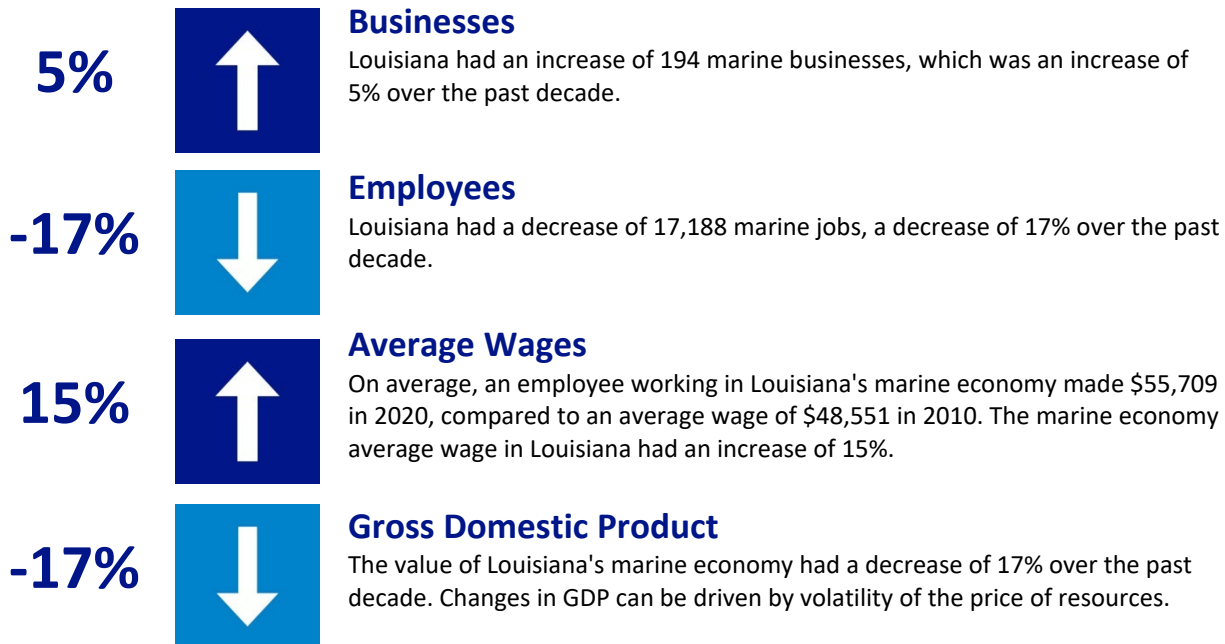 5%
Businesses
Louisiana had an increase of 194 marine businesses, which was an increase of
5% over the past decade.
-17%
Employees
Louisiana had a decrease of 17,188 marine jobs, a decrease of 17% over the past
decade.
15%
Average Wages
On average, an employee working in Louisiana's marine economy made $55,709
in 2020, compared to an average wage of $48,551 in 2010. The marine economy
average wage in Louisiana had an increase of 15%.
-17%
Gross Domestic Product
The value of Louisiana's marine economy had a decrease of 17% over the past
decade. Changes in GDP can be driven by volatility of the price of resources.